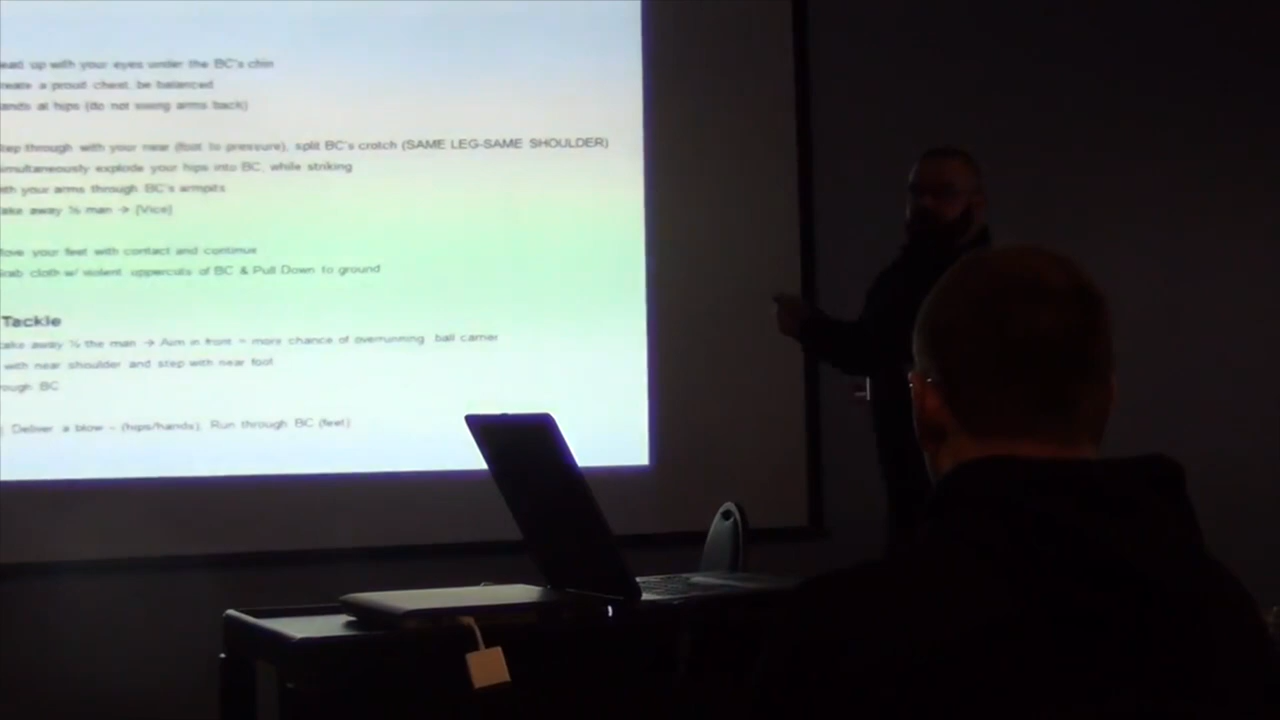 ead up with your eyes under the BC's chin
reate a proud chest, be balanced
ands at hips (do not swing arms back)
tep through with your near (foot to pressure), split BC's crotch (SAME LEG-SAME SHOULDER)
imultaneously explode your hips into BC, while striking
ith your arms through BC's armpits
ake away ½ man → [Vice]
ove your feet with contact and continue
rab cloth w/ violent uppercuts of BC & Pull Down to ground
Tackle
ake away ½ the man → Aim in front = more chance of overrunning ball carrier
with near shoulder and step with near foot
rough BC
Deliver a blow - (hips/hands). Run through BC (feet)